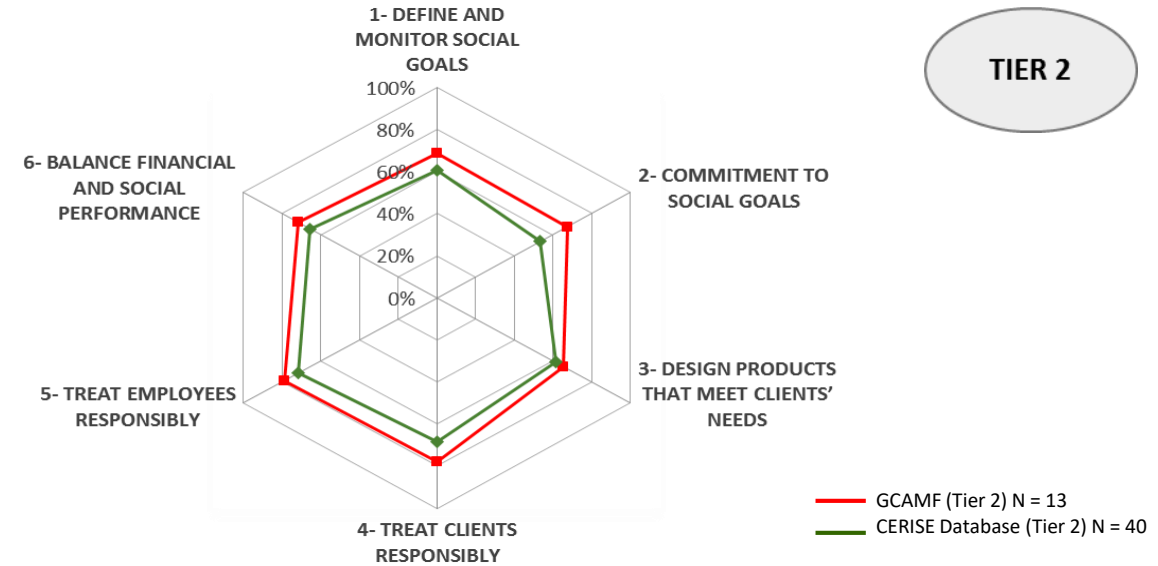 1- DEFINE AND
MONITOR SOCIAL
GOALS
TIER 2
100%
80%
60%
40%
20%
0%
6- BALANCE FINANCIAL
AND SOCIAL
PERFORMANCE
2- COMMITMENT TO
SOCIAL GOALS
5- TREAT EMPLOYEES
RESPONSIBLY
3- DESIGN PRODUCTS
THAT MEET CLIENTS’
NEEDS
4- TREAT CLIENTS
RESPONSIBLY
GCAMF (Tier 2) N = 13
CERISE Database (Tier 2) N = 40